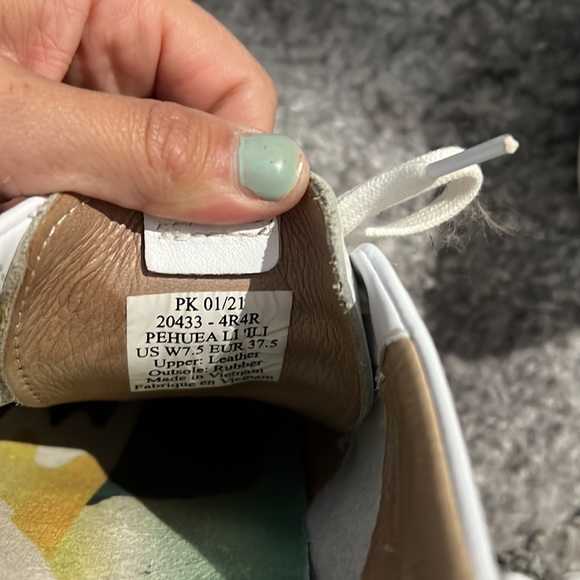 PK 01/21
20433 - 4R4R
PEHUEA LI 'ILI
US W7.5 EUR 37.5
Upper: Leather
Outsole: Rubber
Made in Vietnam
Fabriqué en Vietnam